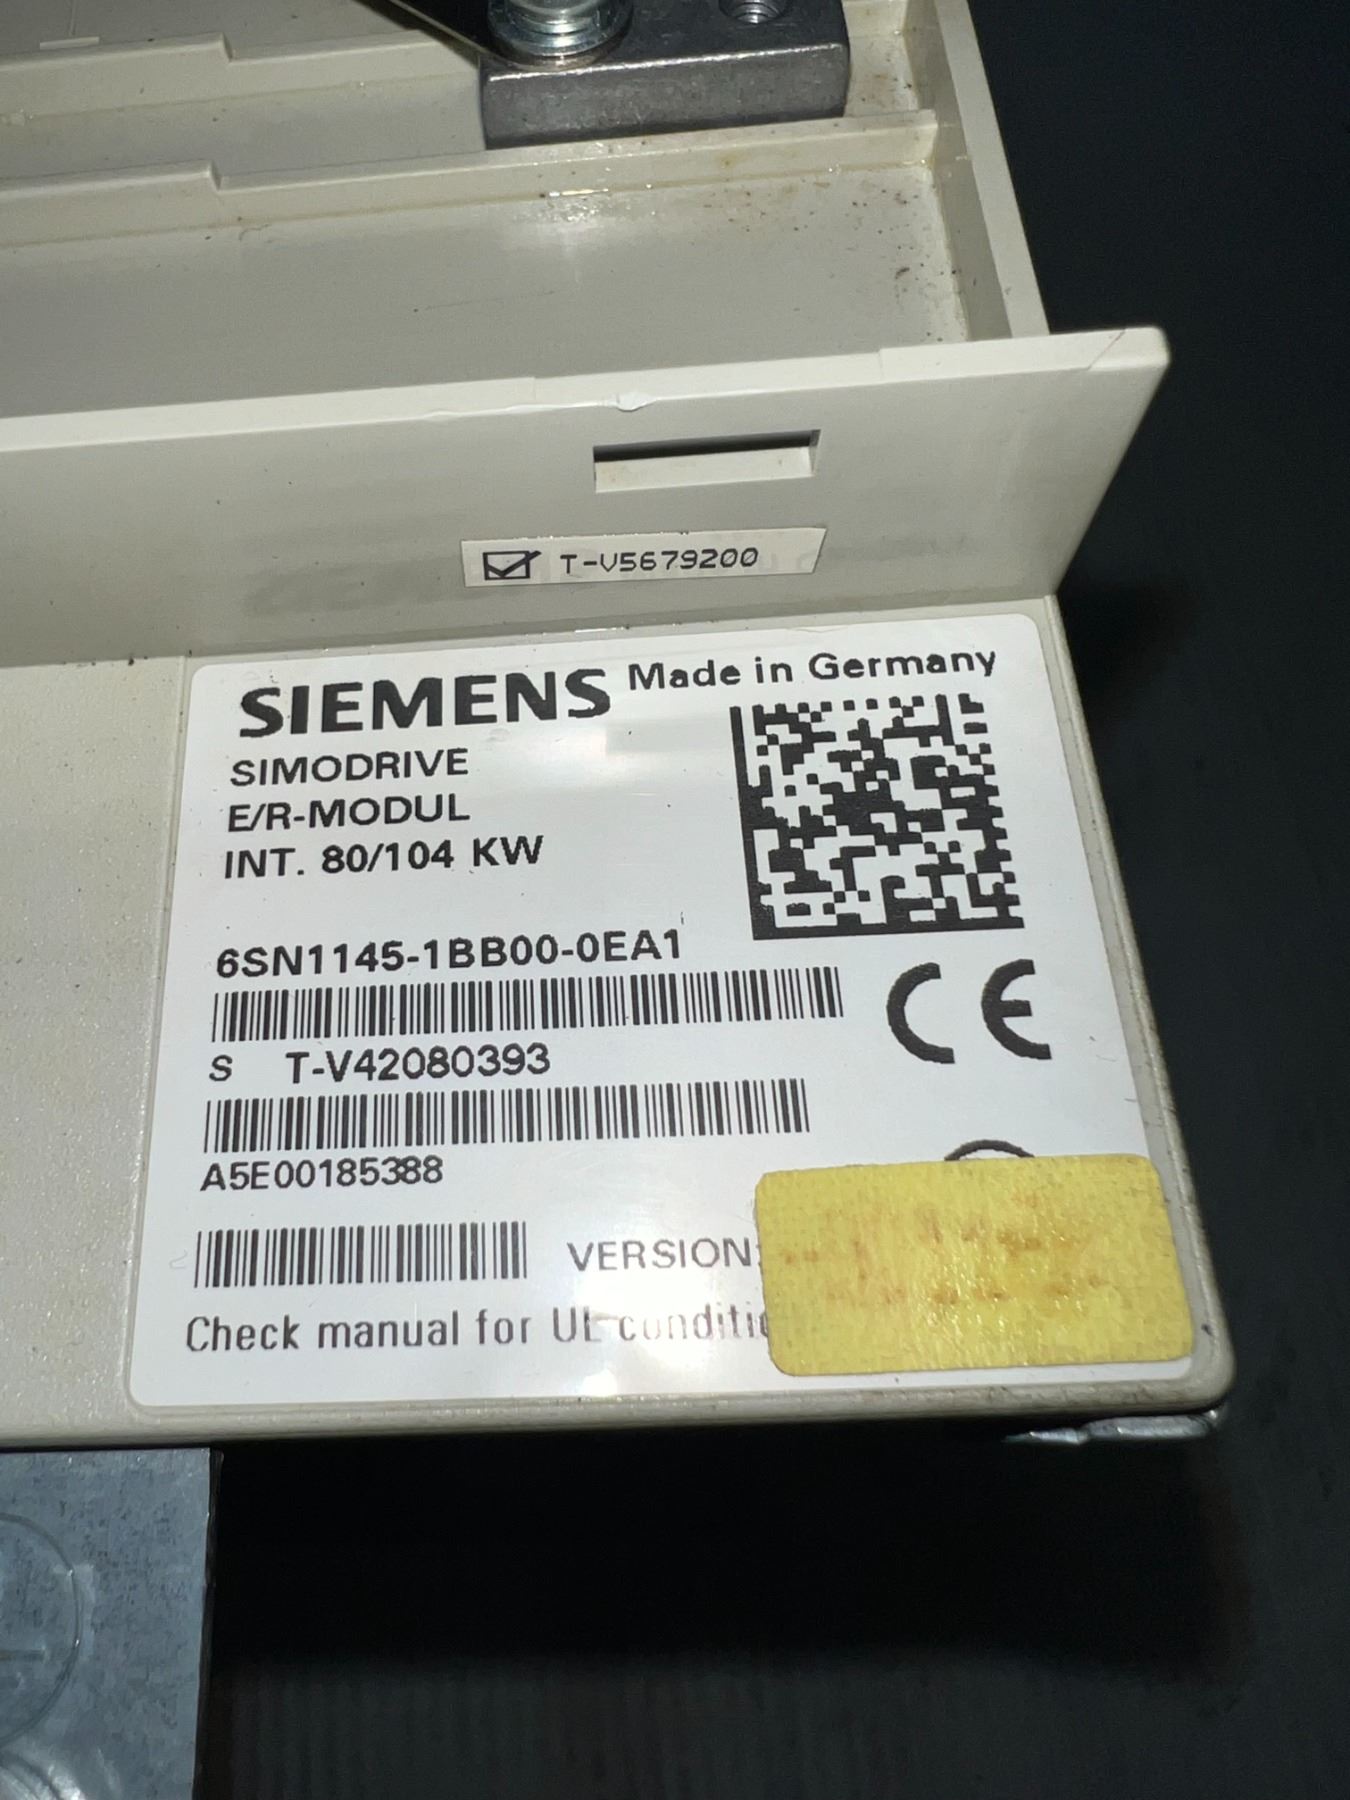 T-V5679200
SIEMENS Made in Germany
SIMODRIVE
E/R-MODUL
INT. 80/104 KW
6SN1145-1BB00-0EA1
CE
S T-V42080393
A5E00185388
VERSION:
Check manual for UL